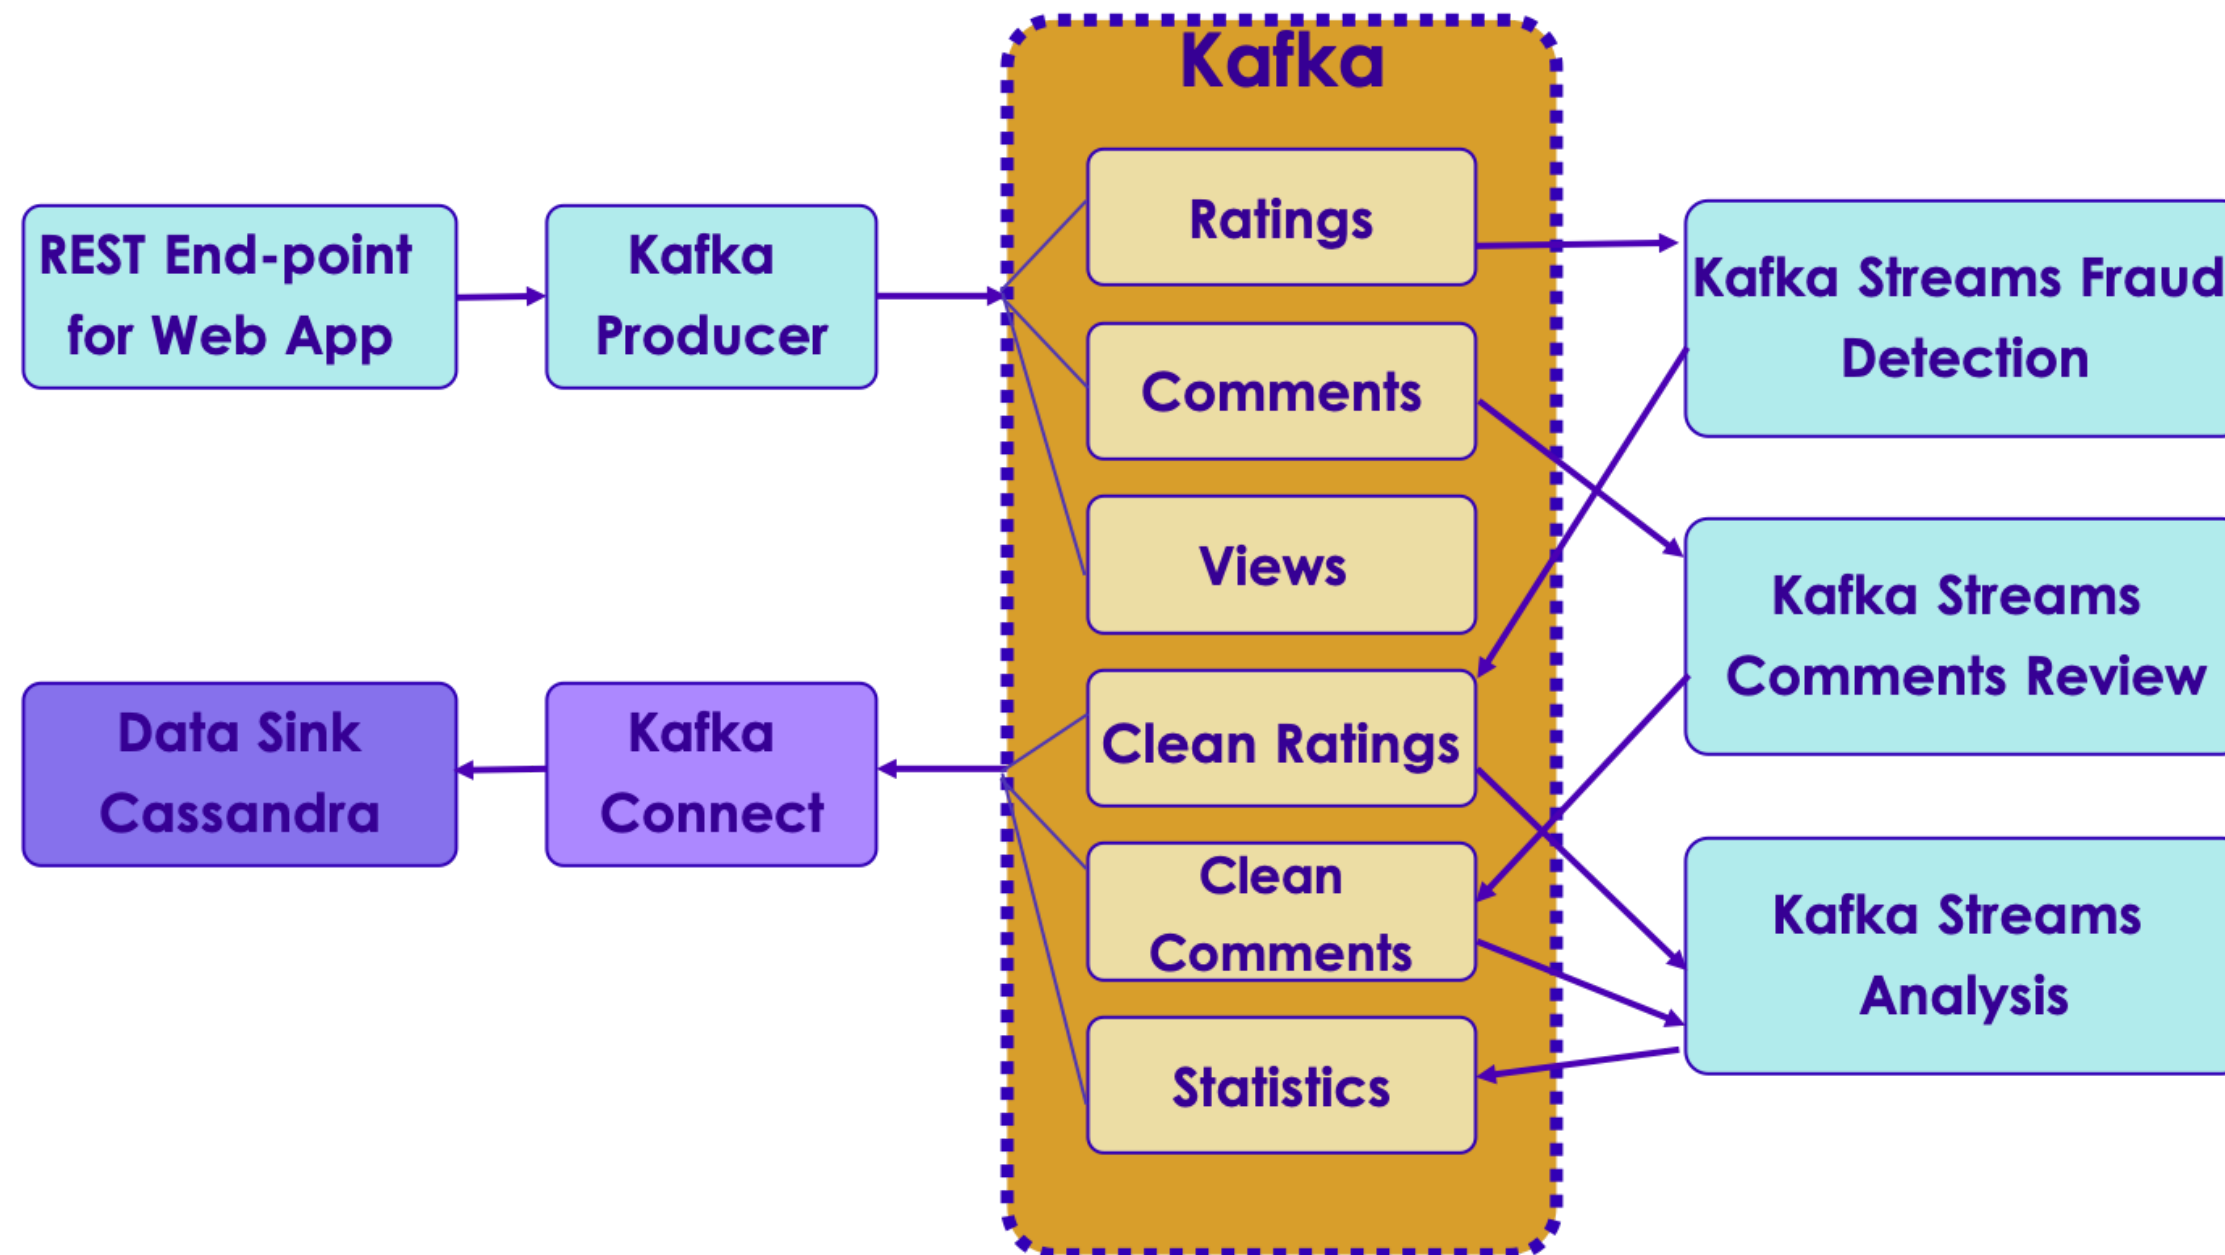 Kafka
REST End-point
for Web App
Kafka
Producer
Ratings
Comments
Views
Clean Ratings
Clean
Comments
Statistics
Kafka Streams Fraud
Detection
Kafka Streams
Comments Review
Kafka Streams
Analysis
Data Sink
Cassandra
Kafka
Connect